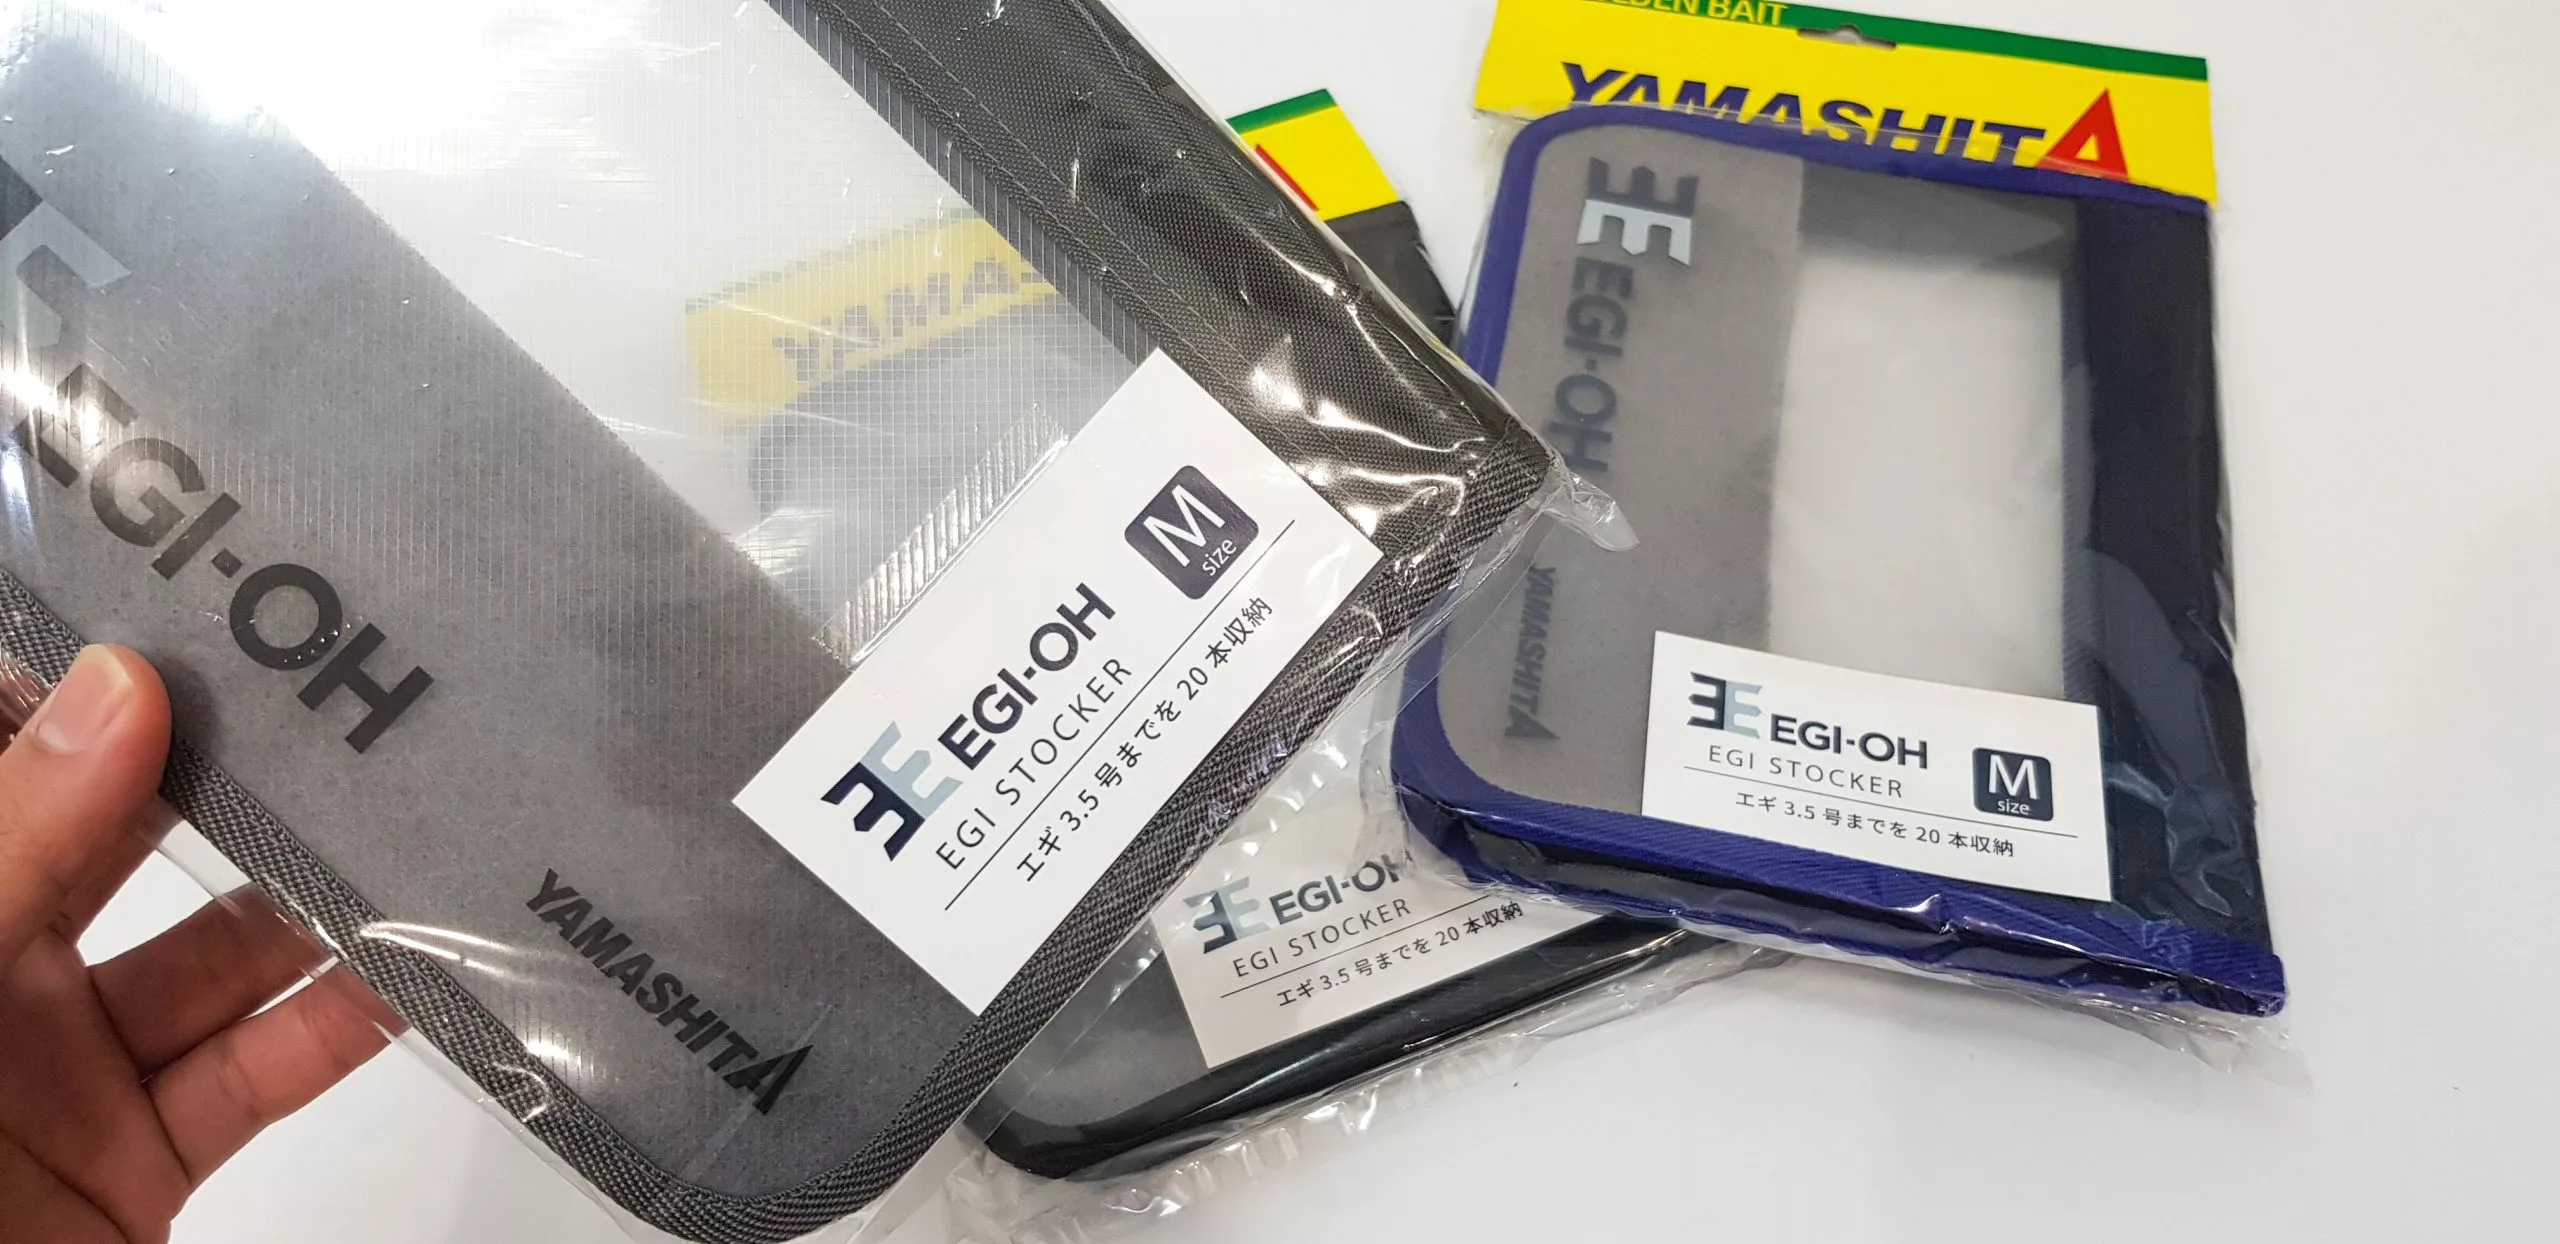 EGI-OH
YAMASHITA
M
size
EGI-OH
EGI STOCKER
エギ 3.5 号までを 20 本収納
YAMA
EGI-OH
EGI STOCKER
エギ 3.5 号までを 20 本収納
BAIT
YAMASHITA
EGI-OH
YAMASHITA
EGI-OH
M
size
EGI STOCKER
エギ 3.5 号までを 20 本収納